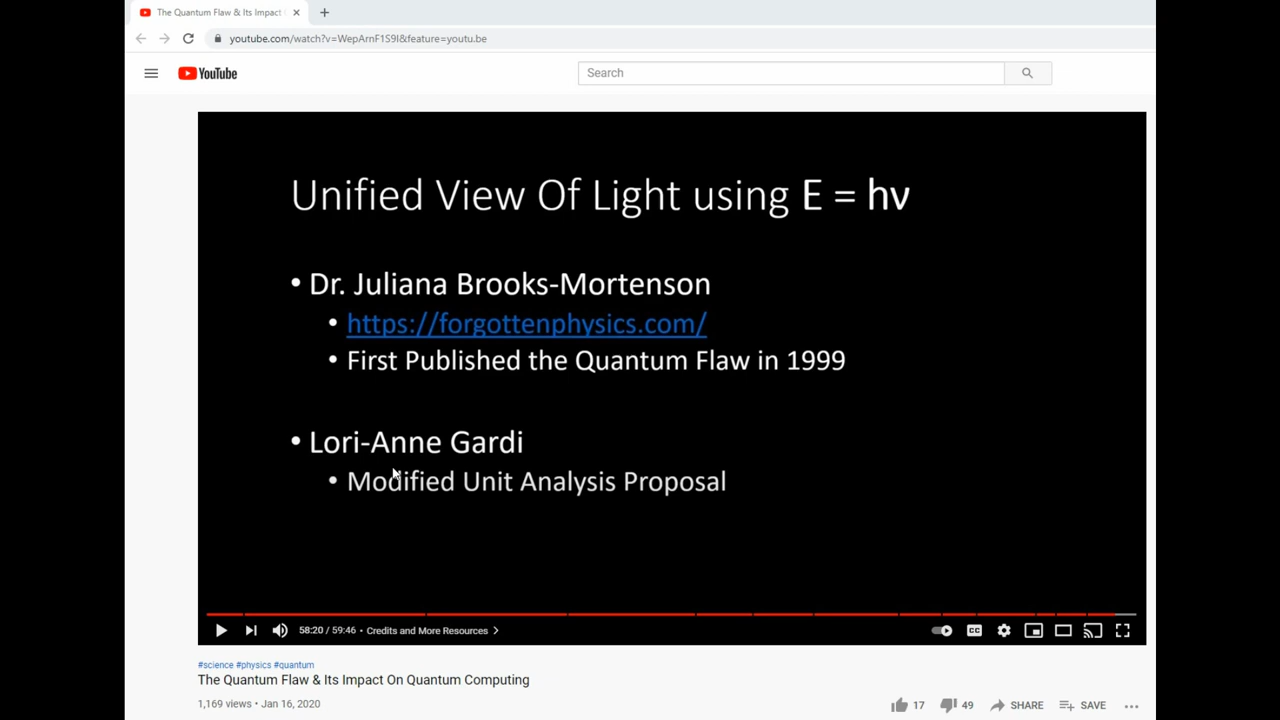 The Quantum Flaw & Its Impact
youtube.com/watch?v=WepArnF1S9I&feature=youtu.be
YouTube
Search
Unified View Of Light using E = hν
• Dr. Juliana Brooks-Mortenson
• https://forgottenphysics.com/
• First Published the Quantum Flaw in 1999
• Lori-Anne Gardi
• Modified Unit Analysis Proposal
58:20 / 59:46 • Credits and More Resources
CC
#science #physics #quantum
The Quantum Flaw & Its Impact On Quantum Computing
1,169 views • Jan 16, 2020
17 49 SHARE SAVE